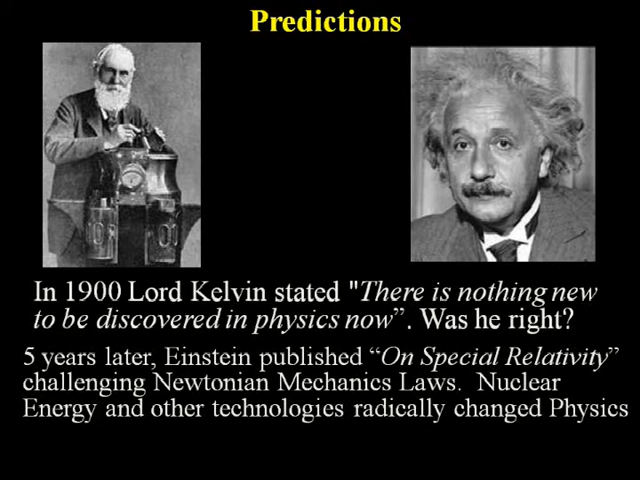 Predictions
In 1900 Lord Kelvin stated "There is nothing new
to be discovered in physics now”. Was he right?
5 years later, Einstein published “On Special Relativity”
challenging Newtonian Mechanics Laws.  Nuclear
Energy and other technologies radically changed Physics